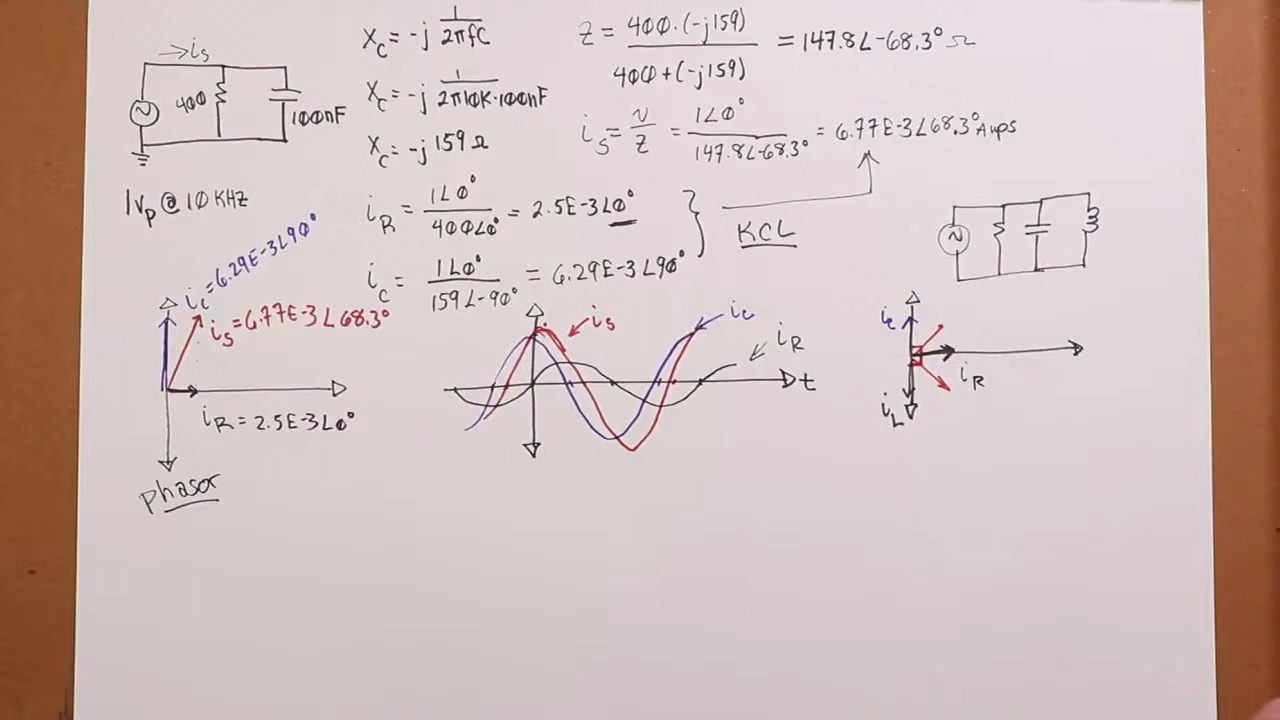 → is
400
100nF
1Vp @ 10 KHZ
Xc = -j 1/2πfC
Xc = -j 1/2π10K·100nF
Xc = -j 159 Ω
Z = 400·(-j159)/400+(-j159) = 147.8∠-68.3° Ω
is = v/Z = 1∠0°/147.8∠-68.3° = 6.77E-3∠68.3° Amps
iR = 1∠0°/400∠0° = 2.5E-3∠0°
ic = 1∠0°/159∠-90° = 6.29E-3∠90°
KCL
ic = 6.29E-3∠90°
is = 6.77E-3∠68.3°
iR = 2.5E-3∠0°
phasor
is
ic
iR
t
ic
iR
iL